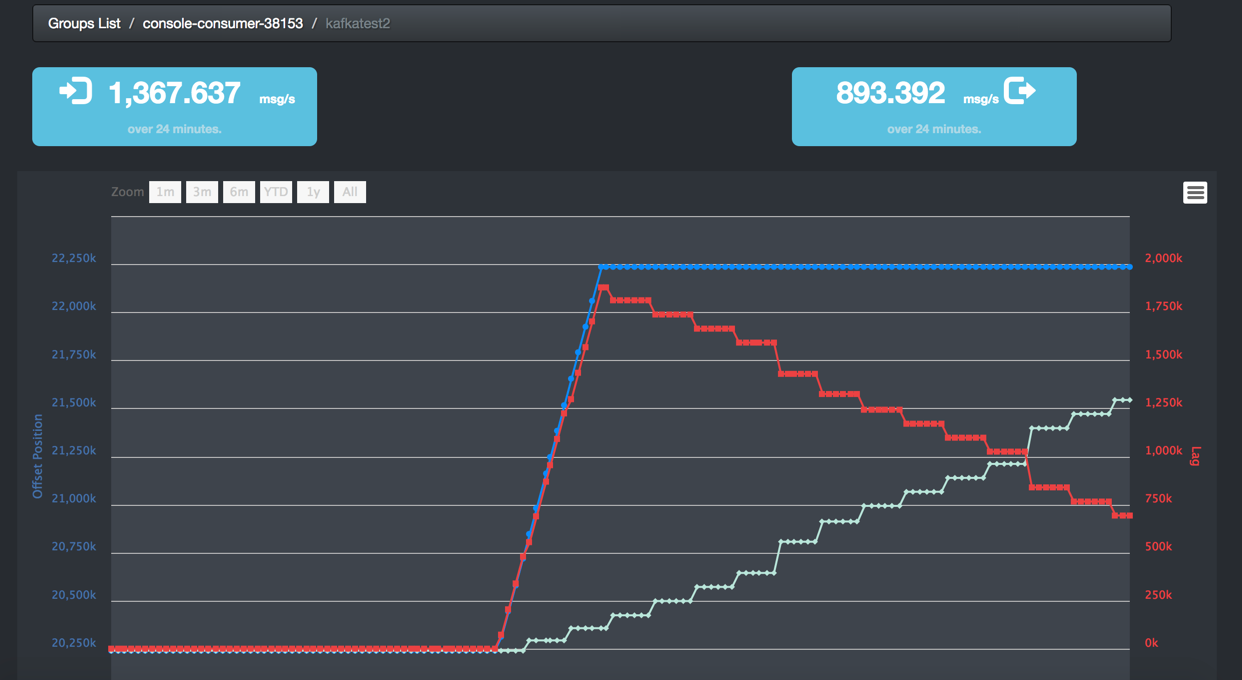 Groups List / console-consumer-38153 / kafkatest2
1,367.637 msg/s
over 24 minutes.
893.392 msg/s
over 24 minutes.
Zoom 1m 3m 6m YTD 1y All
22,250k
22,000k
21,750k
21,500k
21,250k
21,000k
20,750k
20,500k
20,250k
Offset Position
2,000k
1,750k
1,500k
1,250k
1,000k
750k
500k
250k
0k
Lag